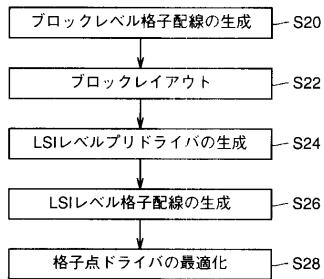 ブロックレベル格子配線の生成 S20
ブロックレイアウト S22
LSIレベルプリドライバの生成 S24
LSIレベル格子配線の生成 S26
格子点ドライバの最適化 S28